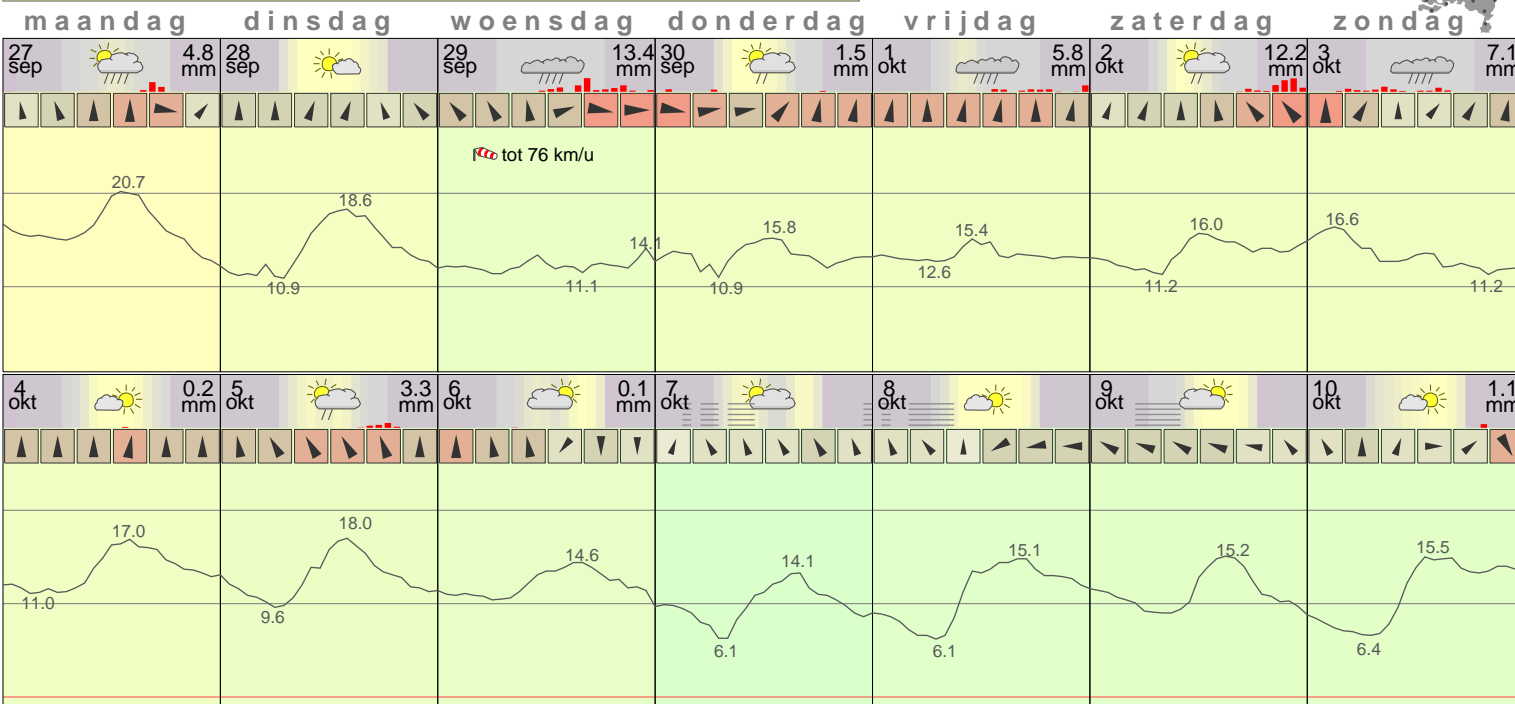 maandag dinsdag woensdag donderdag vrijdag zaterdag zondag
27 sep 4.8 mm
28 sep
29 sep 13.4 mm
30 sep 1.5 mm
1 okt 5.8 mm
2 okt 12.2 mm
3 okt 7.1 mm
tot 76 km/u
20.7
10.9
18.6
11.1
14.1
10.9
15.8
12.6
15.4
11.2
16.0
16.6
11.2
4 okt 0.2 mm
5 okt 3.3 mm
6 okt 0.1 mm
7 okt
8 okt
9 okt
10 okt 1.1 mm
11.0
17.0
9.6
18.0
14.6
6.1
14.1
6.1
15.1
15.2
6.4
15.5